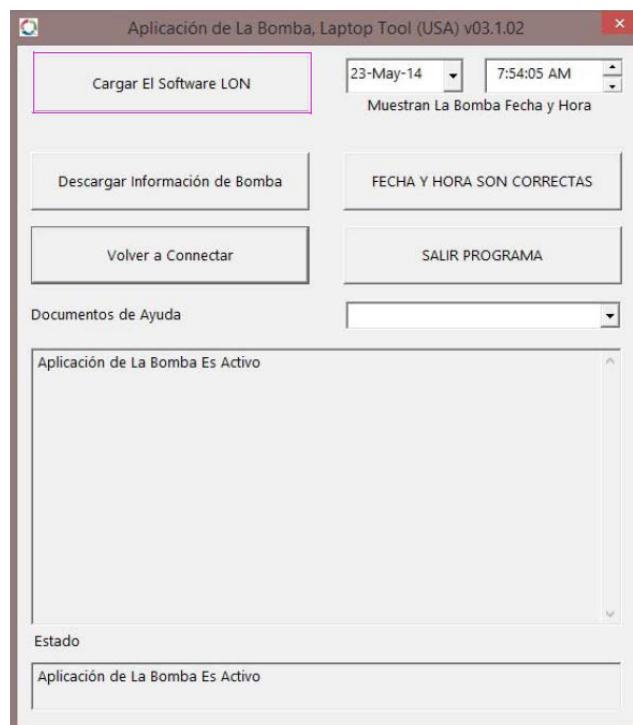 Aplicación de La Bomba, Laptop Tool (USA) v03.1.02
Cargar El Software LON
23-May-14
7:54:05 AM
Muestran La Bomba Fecha y Hora
Descargar Información de Bomba
FECHA Y HORA SON CORRECTAS
Volver a Connectar
SALIR PROGRAMA
Documentos de Ayuda
Aplicación de La Bomba Es Activo
Estado
Aplicación de La Bomba Es Activo